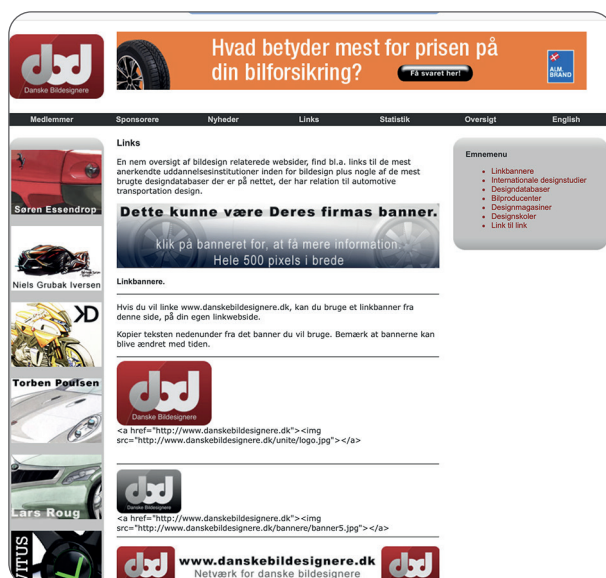 dbd
Danske Bildesignere
Hvad betyder mest for prisen på
din bilforsikring?
Få svaret her!
ALM.
BRAND
Medlemmer
Sponsorere
Nyheder
Links
Statistik
Oversigt
English
Søren Essendrop
Niels Grubak Iversen
KD
Torben Poulsen
Lars Roug
VITUS
Links
En nem oversigt af bildesign relaterede websider, find bl.a. links til de mest
anerkendte uddannelsesinstitutioner inden for bildesign plus nogle af de mest
brugte designdatabaser der er på nettet, der har relation til automotive
transportation design.
Dette kunne være Deres firmas banner.
klik på banneret for, at få mere information.
Hele 500 pixels i brede
Linkbannere.
Hvis du vil linke www.danskebildesignere.dk, kan du bruge et linkbanner fra
denne side, på din egen linkwebside.
Kopier teksten nedenunder fra det banner du vil bruge. Bemærk at bannerne kan
blive ændret med tiden.
dbd
Danske Bildesignere
<a href="http://www.danskebildesignere.dk"><img
src="http://www.danskebildesignere.dk/unite/logo.jpg"></a>
dbd
Danske Bildesignere
<a href="http://www.danskebildesignere.dk"><img
src="http://www.danskebildesignere.dk/bannere/banner5.jpg"></a>
dbd
www.danskebildesignere.dk
Netværk for danske bildesignere
dbd
Emnemenu
Linkbannere
Internationale designstudier
Designdatabaser
Bilproducenter
Designmagasiner
Designskoler
Link til link